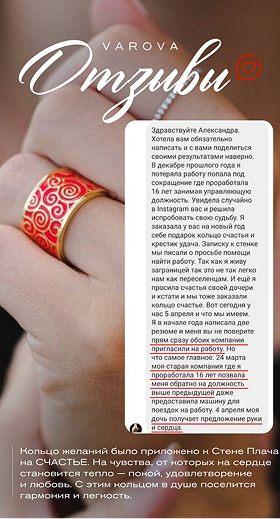 VAROVA
Отзиви
Здравствуйте Александра.
Хотела вам обязательно
написать и с вами поделиться
своими результатами наверно.
В декабре прошлого года я
потеряла работу попала под
сокращение где проработала
16 лет занимая управляющую
должность. Увидела случайно
в Instagram вас и решила
испробовать свою судьбу. Я
заказала у вас на новый год
себе подарок кольцо счастья и
крестик удача. Записку к стенке
мы писали о просьбе помощи
найти работу. Так как я живу
заграницей так это не так легко
нам как переселенцам. И ещё я
просила счастья своей дочери
и кстати и мы тоже заказали
кольцо счастье. Вот сегодня у
нас 5 апреля и что мы имеем.
Я в начале года написала две
резюме и меня вы не поверите
прям сразу обоих компании
пригласили на работу. Но
что самое главное. 24 марта
моя старая компания где я
проработала 16 лет позвала
меня обратно на должность
выше предыдущей даже
предоставила машину для
поездок на работу. 4 апреля моя
дочь получает предложение руки
и сердца.
Кольцо желаний было приложено к Стене Плача
на СЧАСТЬЕ. На чувства, от которых на сердце
становится тепло — покой, удовлетворение
и любовь. С этим кольцом в душе поселится
гармония и легкость.